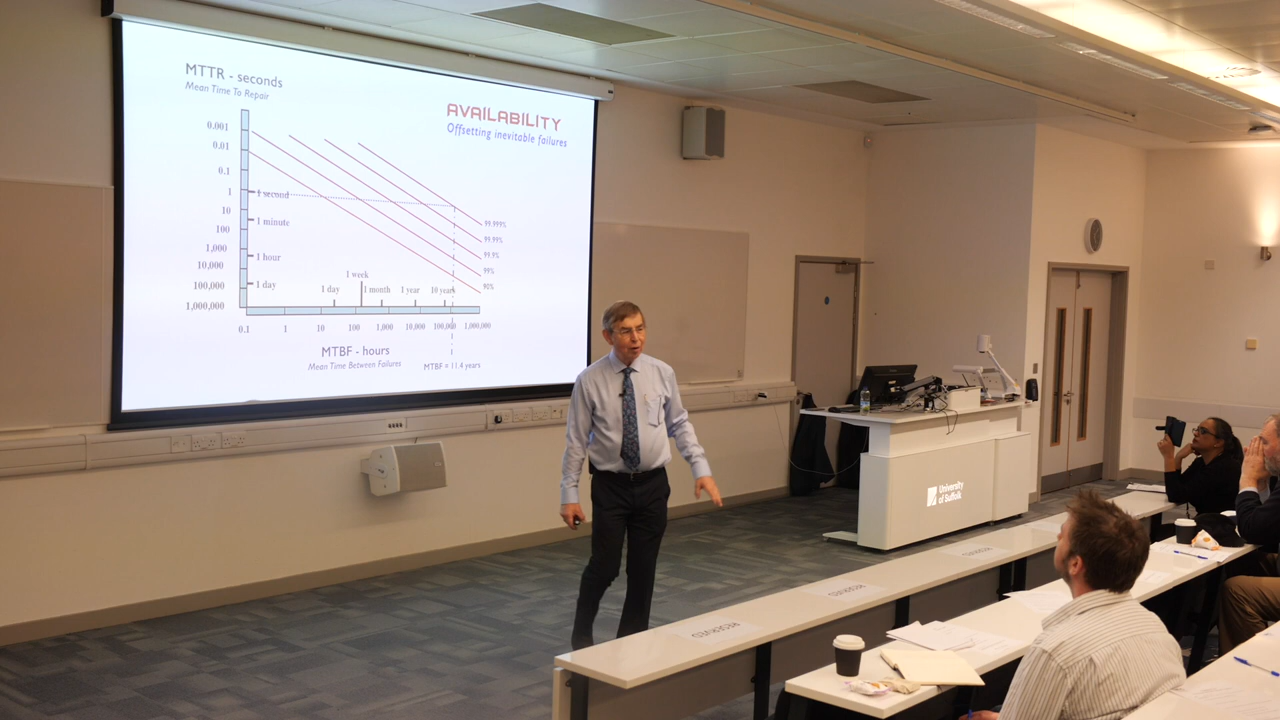 MTTR - seconds
Mean Time To Repair
AVAILABILITY
Offsetting inevitable failures
0.001
0.01
0.1
1
10
100
1,000
10,000
100,000
1,000,000
1 second
1 minute
1 hour
1 day
99.999%
99.99%
99.9%
99%
90%
1 week
1 day
1 month
1 year
10 years
0.1
1
10
100
1,000
10,000
100,000
1,000,000
MTBF - hours
Mean Time Between Failures
MTBF = 11.4 years
University
of Suffolk
RESERVED
RESERVED
RESERVED